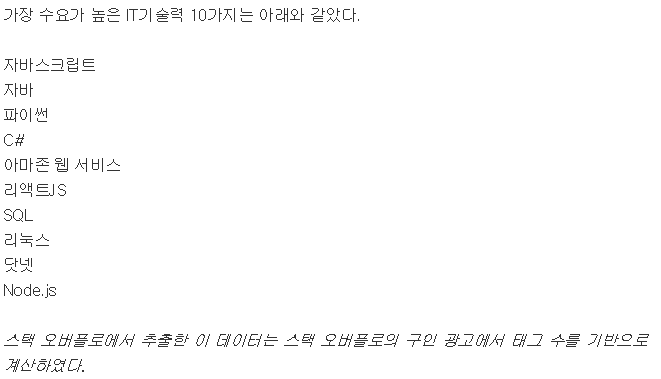 가장 수요가 높은 IT기술력 10가지는 아래와 같았다.
자바스크립트
자바
파이썬
C#
아마존 웹 서비스
리액트JS
SQL
리눅스
닷넷
Node.js
스택 오버플로에서 추출한 이 데이터는 스택 오버플로의 구인 광고에서 태그 수를 기반으로
계산하였다.